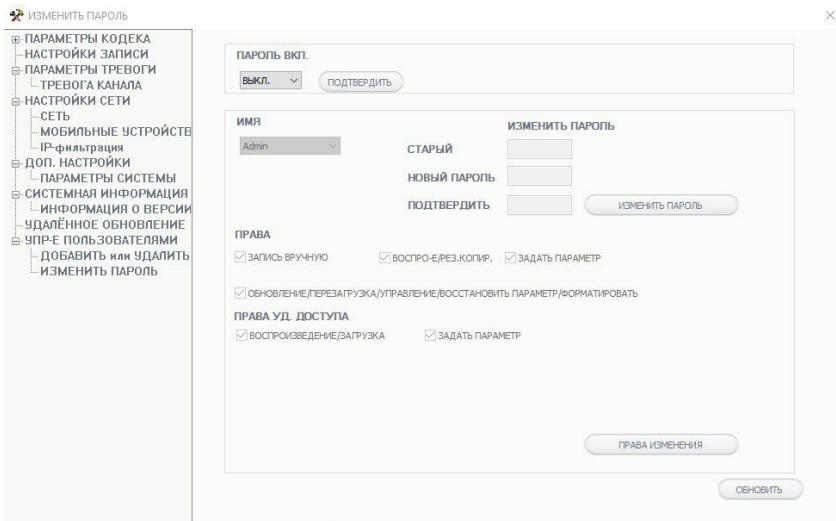 ИЗМЕНИТЬ ПАРОЛЬ
ПАРАМЕТРЫ КОДЕКА
НАСТРОЙКИ ЗАПИСИ
ПАРАМЕТРЫ ТРЕВОГИ
ТРЕВОГА КАНАЛА
НАСТРОЙКИ СЕТИ
СЕТЬ
МОБИЛЬНЫЕ УСТРОЙСТВ
IP-фильтрация
ДОП. НАСТРОЙКИ
ПАРАМЕТРЫ СИСТЕМЫ
СИСТЕМНАЯ ИНФОРМАЦИЯ
ИНФОРМАЦИЯ О ВЕРСИИ
УДАЛЁННОЕ ОБНОВЛЕНИЕ
УПР-Е ПОЛЬЗОВАТЕЛЯМИ
ДОБАВИТЬ или УДАЛИТЬ
ИЗМЕНИТЬ ПАРОЛЬ
ПАРОЛЬ ВКП.
ВЫКЛ. ПОДТВЕРДИТЬ
ИМЯ ИЗМЕНИТЬ ПАРОЛЬ
Admin СТАРЫЙ
НОВЫЙ ПАРОЛЬ
ПОДТВЕРДИТЬ ИЗМЕНИТЬ ПАРОЛЬ
ПРАВА
ЗАПИСЬ ВРУЧНУЮ ВОСПРО-Е/РЕЗ.КОПИР. ЗАДАТЬ ПАРАМЕТР
ОБНОВЛЕНИЕ/ПЕРЕЗАГРУЗКА/УПРАВЛЕНИЕ/ВОССТАНОВИТЬ ПАРАМЕТР/ФОРМАТИРОВАТЬ
ПРАВА УД. ДОСТУПА
ВОСПРОИЗВЕДЕНИЕ/ЗАГРУЗКА ЗАДАТЬ ПАРАМЕТР
ПРАВА ИЗМЕНЕНИЯ
ОБНОВИТЬ